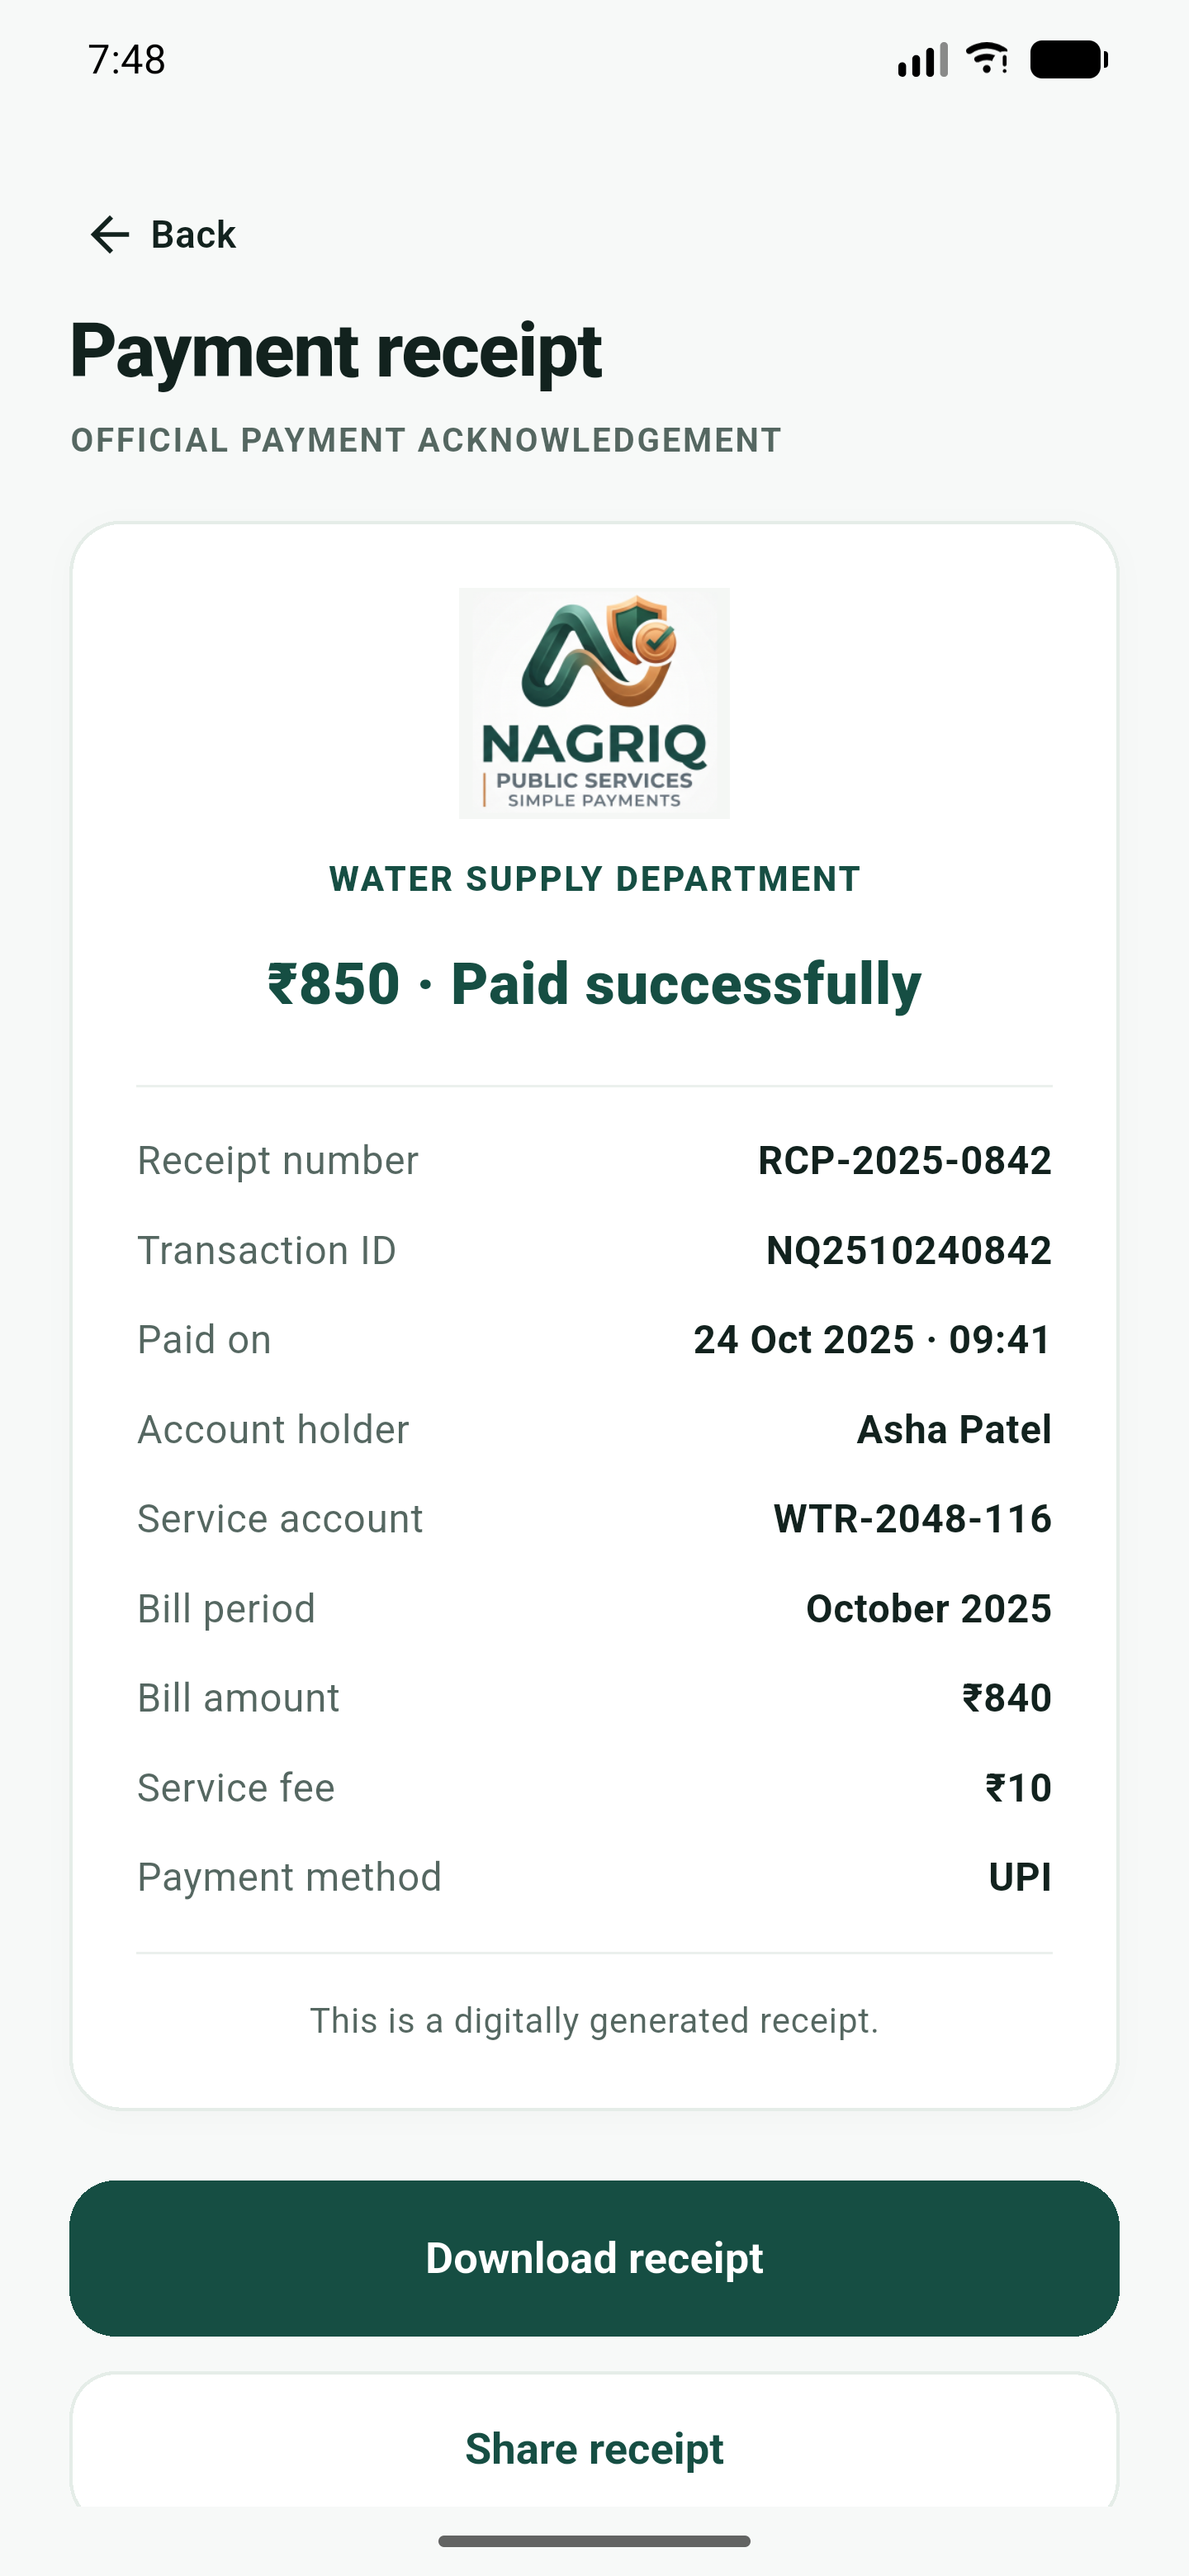 7:48
Back
Payment receipt
OFFICIAL PAYMENT ACKNOWLEDGEMENT
NAGRIQ
PUBLIC SERVICES
SIMPLE PAYMENTS
WATER SUPPLY DEPARTMENT
₹850 · Paid successfully
Receipt number RCP-2025-0842
Transaction ID NQ2510240842
Paid on 24 Oct 2025 · 09:41
Account holder Asha Patel
Service account WTR-2048-116
Bill period October 2025
Bill amount ₹840
Service fee ₹10
Payment method UPI
This is a digitally generated receipt.
Download receipt
Share receipt